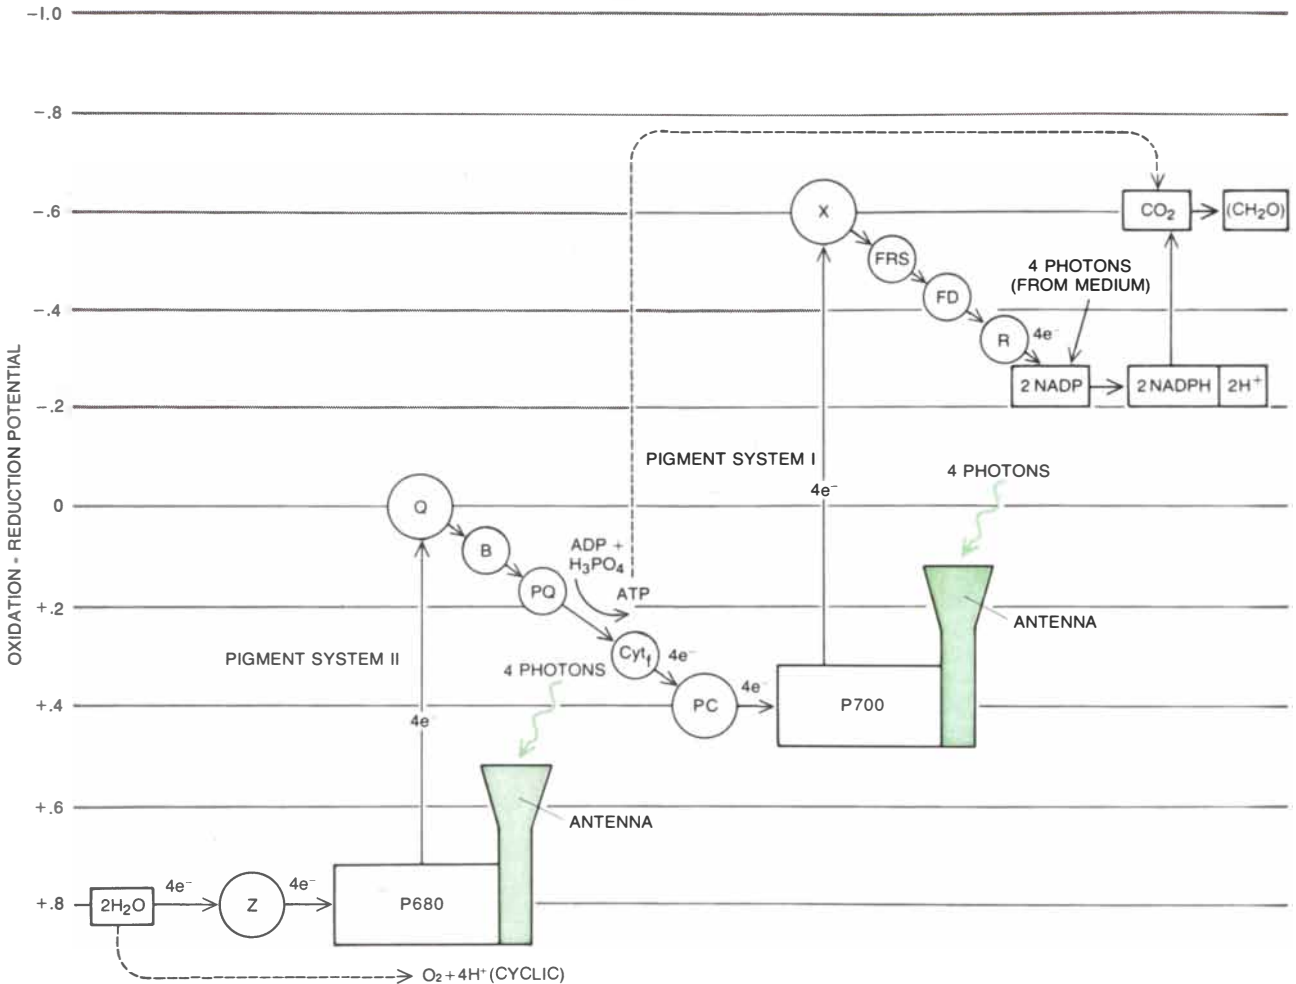 −1.0
−.8
−.6
X
CO₂
(CH₂O)
FRS
4 PHOTONS
(FROM MEDIUM)
FD
−.4
R
4e⁻
2 NADP
2 NADPH
2H⁺
−.2
OXIDATION - REDUCTION POTENTIAL
PIGMENT SYSTEM I
4 PHOTONS
4e⁻
0
Q
B
ADP +
H₃PO₄
PQ
ATP
+.2
ANTENNA
Cytf
4e⁻
PIGMENT SYSTEM II
4 PHOTONS
4e⁻
+.4
PC
P700
4e
+.6
ANTENNA
4e⁻
4e⁻
+.8
2H₂O
Z
P680
O₂ + 4H⁺ (CYCLIC)